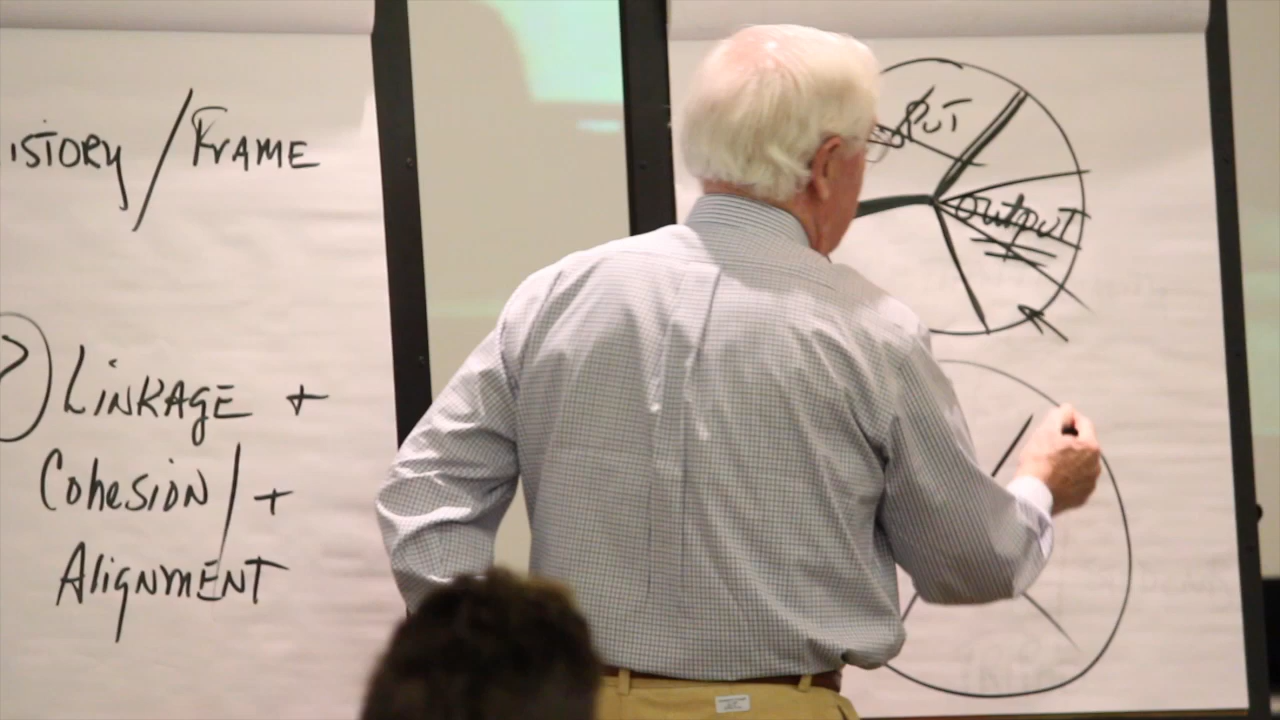 ISTORY / FRAME
LINKAGE +
COHESION / +
ALIGNMENT
PUT
OUTPUT